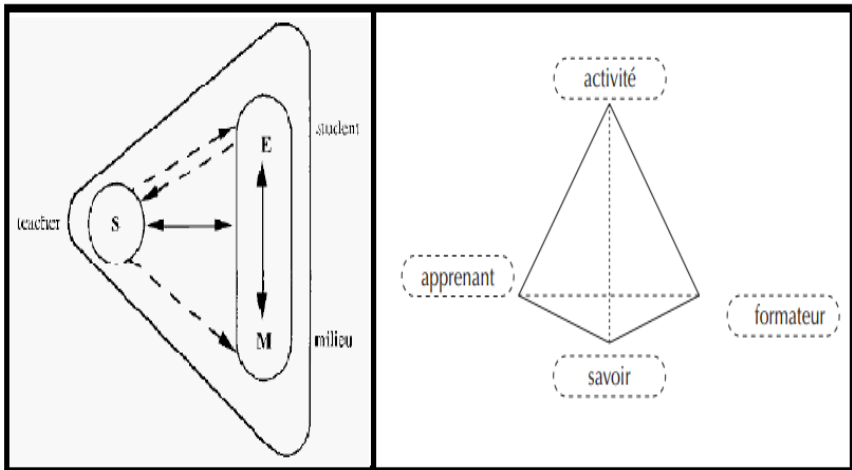 student
E
teacher
S
M
milieu
activité
apprenant
formateur
savoir